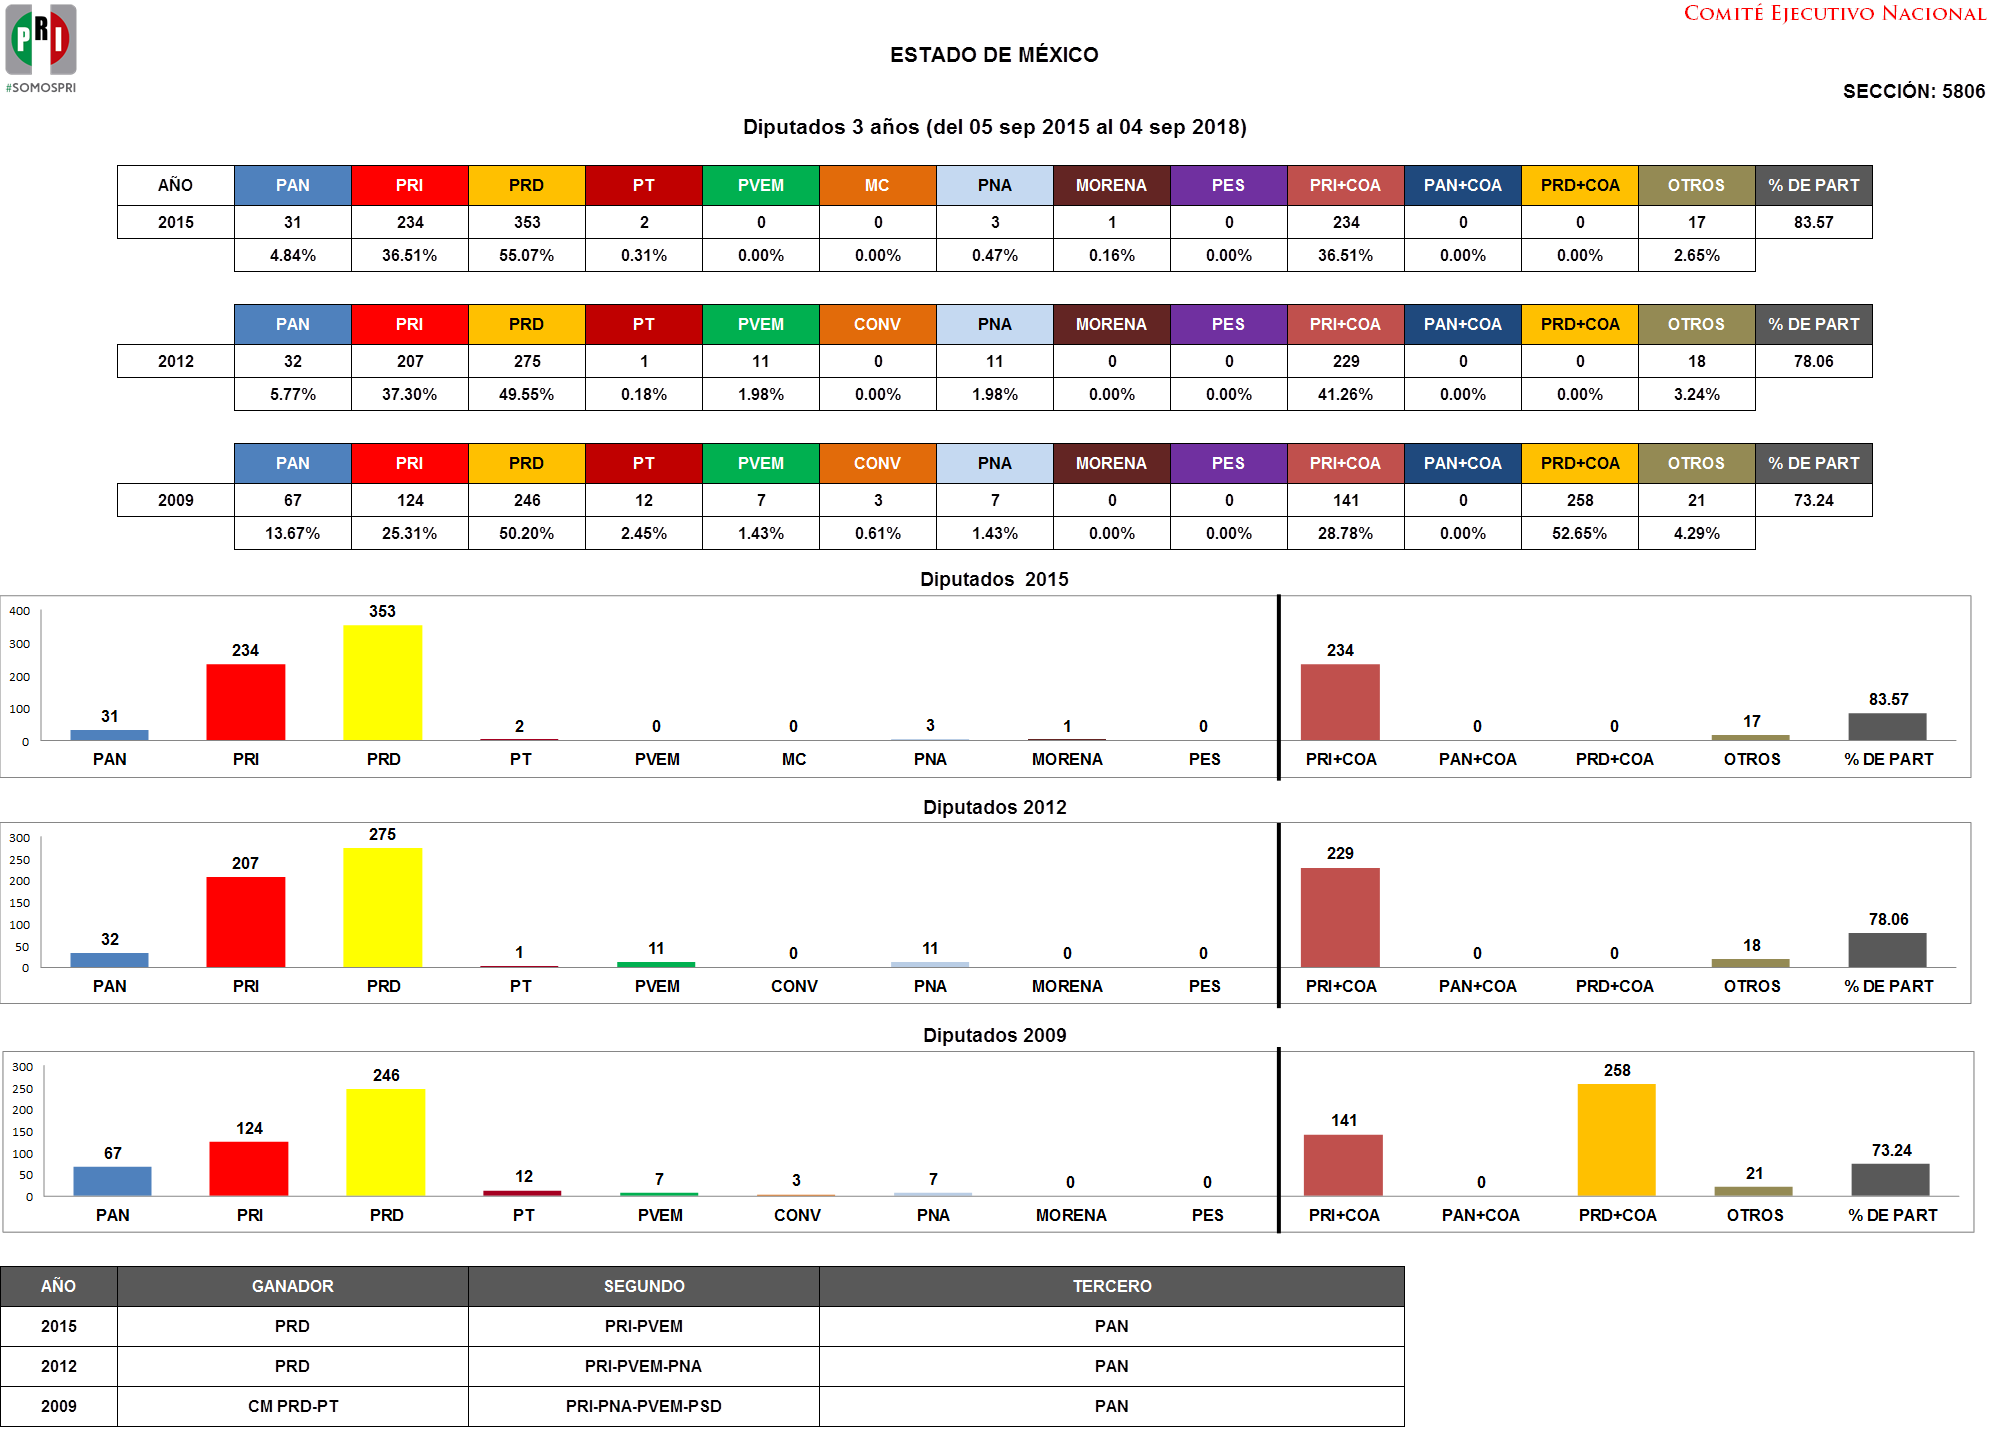 PRI
#SOMOSPRI
COMITÉ EJECUTIVO NACIONAL
ESTADO DE MÉXICO
SECCIÓN: 5806
Diputados 3 años (del 05 sep 2015 al 04 sep 2018)
AÑO PAN PRI PRD PT PVEM MC PNA MORENA PES PRI+COA PAN+COA PRD+COA OTROS % DE PART
2015 31 234 353 2 0 0 3 1 0 234 0 0 17 83.57
4.84% 36.51% 55.07% 0.31% 0.00% 0.00% 0.47% 0.16% 0.00% 36.51% 0.00% 0.00% 2.65%
PAN PRI PRD PT PVEM CONV PNA MORENA PES PRI+COA PAN+COA PRD+COA OTROS % DE PART
2012 32 207 275 1 11 0 11 0 0 229 0 0 18 78.06
5.77% 37.30% 49.55% 0.18% 1.98% 0.00% 1.98% 0.00% 0.00% 41.26% 0.00% 0.00% 3.24%
PAN PRI PRD PT PVEM CONV PNA MORENA PES PRI+COA PAN+COA PRD+COA OTROS % DE PART
2009 67 124 246 12 7 3 7 0 0 141 0 258 21 73.24
13.67% 25.31% 50.20% 2.45% 1.43% 0.61% 1.43% 0.00% 0.00% 28.78% 0.00% 52.65% 4.29%
Diputados 2015
400
300
200
100
0
31 234 353 2 0 0 3 1 0 234 0 0 17 83.57
PAN PRI PRD PT PVEM MC PNA MORENA PES PRI+COA PAN+COA PRD+COA OTROS % DE PART
Diputados 2012
300
250
200
150
100
50
0
32 207 275 1 11 0 11 0 0 229 0 0 18 78.06
PAN PRI PRD PT PVEM CONV PNA MORENA PES PRI+COA PAN+COA PRD+COA OTROS % DE PART
Diputados 2009
300
250
200
150
100
50
0
67 124 246 12 7 3 7 0 0 141 0 258 21 73.24
PAN PRI PRD PT PVEM CONV PNA MORENA PES PRI+COA PAN+COA PRD+COA OTROS % DE PART
AÑO GANADOR SEGUNDO TERCERO
2015 PRD PRI-PVEM PAN
2012 PRD PRI-PVEM-PNA PAN
2009 CM PRD-PT PRI-PNA-PVEM-PSD PAN